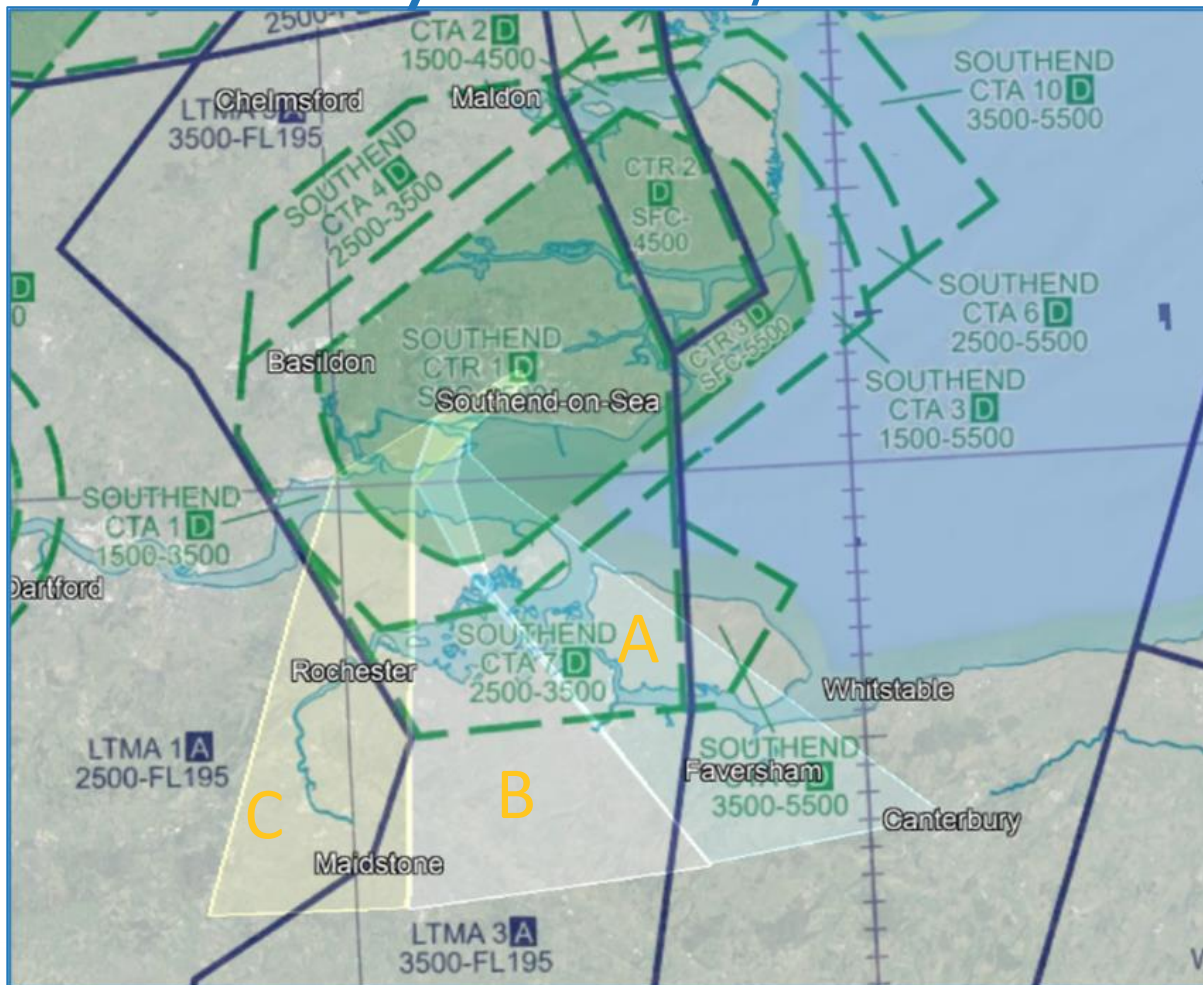 2500-FL
CTA 2 D
1500-4500
Chelmsford
Maldon
LTMA
A
3500-FL195
SOUTHEND
CTA 10 D
3500-5500
SOUTHEND
CTA 4 D
2500-3500
CTR 2
D
SFC-
4500
D
0
SOUTHEND
CTA 6 D
2500-5500
CTR 3 D
SFC-5500
Basildon
SOUTHEND
CTR 1 D
Southend-on-Sea
SOUTHEND
CTA 3 D
1500-5500
SOUTHEND
CTA 1 D
1500-3500
Dartford
A
SOUTHEND
CTA 7 D
2500-3500
Rochester
Whitstable
LTMA 1 A
2500-FL195
SOUTHEND
Faversham
3500-5500
C
B
Canterbury
Maidstone
LTMA 3 A
3500-FL195